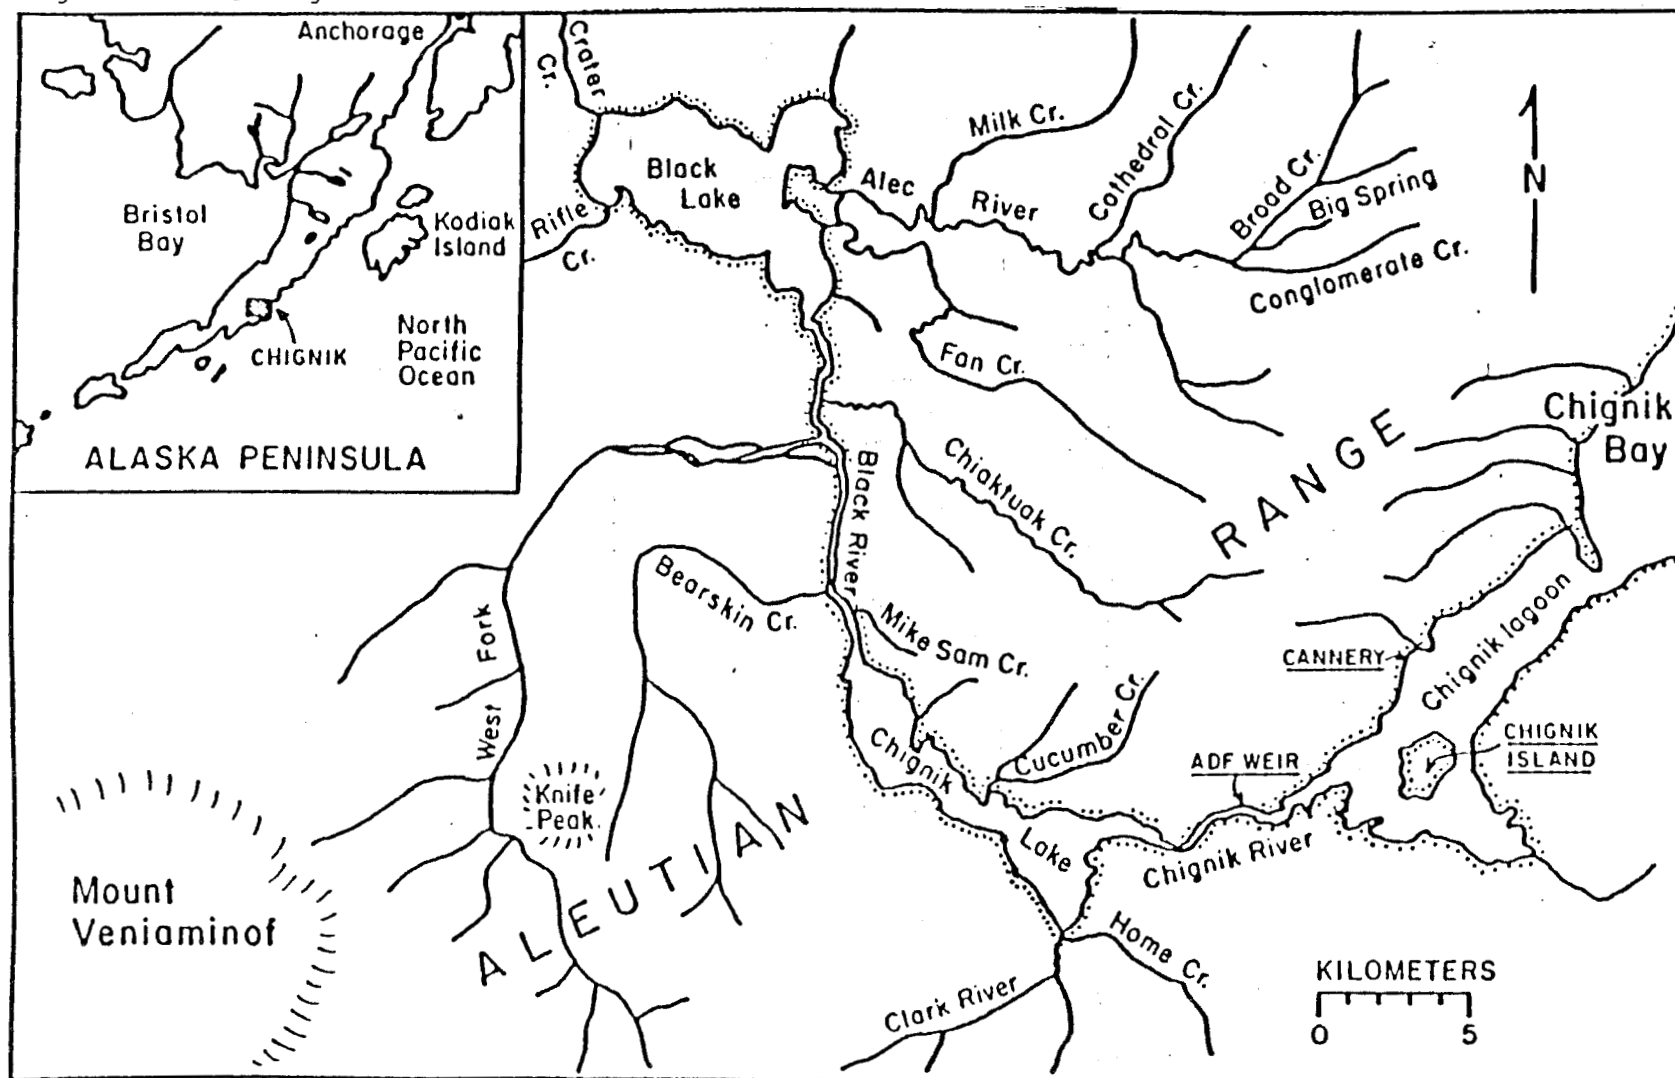 Anchorage
Bristol
Bay
Kodiak
Island
North
Pacific
Ocean
CHIGNIK
ALASKA PENINSULA
Crater
Cr.
Black
Lake
Rifle
Cr.
Alec
River
Milk Cr.
Cathedral Cr.
Broad Cr.
Big Spring
Conglomerate Cr.
N
Fan Cr.
Chignik
Bay
Black River
Chiaktuak Cr.
ALEUTIAN
RANGE
West Fork
Bearskin Cr.
Mike Sam Cr.
Cucumber Cr.
CANNERY
Chignik lagoon
CHIGNIK
ISLAND
ADF WEIR
Chignik
Lake
Chignik River
Knife
Peak
Mount
Veniaminof
Home Cr.
Clark River
KILOMETERS
0 5